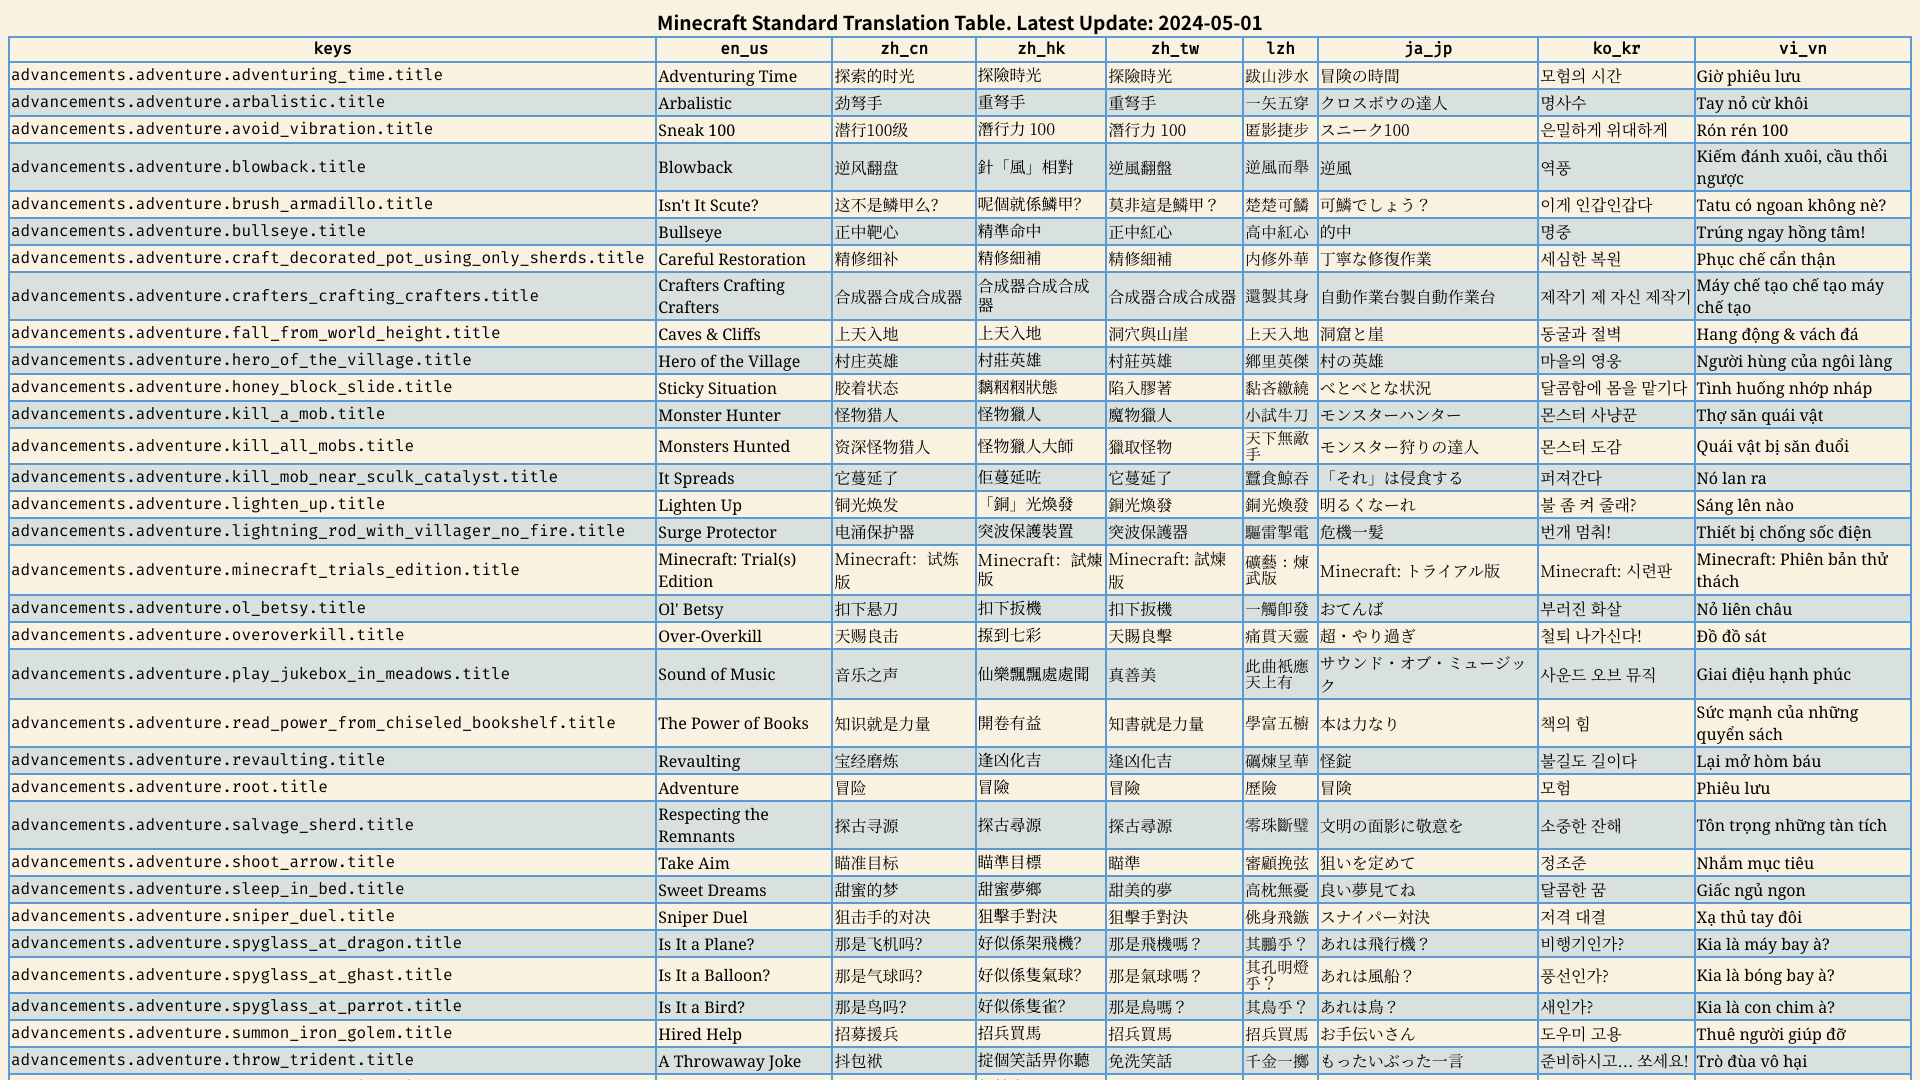 Minecraft Standard Translation Table. Latest Update: 2024-05-01
keys en_us zh_cn zh_hk zh_tw lzh ja_jp ko_kr vi_vn
advancements.adventure.adventuring_time.title Adventuring Time 探索的时光 探險時光 探險時光 跋山涉水 冒険の時間 모험의 시간 Giờ phiêu lưu
advancements.adventure.arbalistic.title Arbalistic 劲弩手 重弩手 重弩手 一矢五穿 クロスボウの達人 명사수 Tay nỏ cừ khôi
advancements.adventure.avoid_vibration.title Sneak 100 潜行100级 潛行力 100 潛行力 100 匿影捷步 スニーク100 은밀하게 위대하게 Rón rén 100
advancements.adventure.blowback.title Blowback 逆风翻盘 針「風」相對 逆風翻盤 逆風而舉 逆風 역풍 Kiếm đánh xuôi, cầu thổi
ngược
advancements.adventure.brush_armadillo.title Isn't It Scute? 这不是鳞甲么? 呢個就係鱗甲? 莫非這是鱗甲？ 楚楚可鱗 可鱗でしょう？ 이게 인갑인갑다 Tatu có ngoan không nè?
advancements.adventure.bullseye.title Bullseye 正中靶心 精準命中 正中紅心 高中紅心 的中 명중 Trúng ngay hồng tâm!
advancements.adventure.craft_decorated_pot_using_only_sherds.title Careful Restoration 精修细补 精修細補 精修細補 內修外華 丁寧な修復作業 세심한 복원 Phục chế cẩn thận
advancements.adventure.crafters_crafting_crafters.title Crafters Crafting
Crafters 合成器合成合成器 合成器合成合成
器 合成器合成合成器 還製其身 自動作業台製自動作業台 제작기 제 자신 제작기 Máy chế tạo chế tạo máy
chế tạo
advancements.adventure.fall_from_world_height.title Caves & Cliffs 上天入地 上天入地 洞穴與山崖 上天入地 洞窟と崖 동굴과 절벽 Hang động & vách đá
advancements.adventure.hero_of_the_village.title Hero of the Village 村庄英雄 村莊英雄 村莊英雄 鄉里英傑 村の英雄 마을의 영웅 Người hùng của ngôi làng
advancements.adventure.honey_block_slide.title Sticky Situation 胶着状态 黐㷛㷛狀態 陷入膠著 黏吝繳繞 べとべとな状況 달콤함에 몸을 맡기다 Tình huống nhớp nháp
advancements.adventure.kill_a_mob.title Monster Hunter 怪物猎人 怪物獵人 魔物獵人 小試牛刀 モンスターハンター 몬스터 사냥꾼 Thợ săn quái vật
advancements.adventure.kill_all_mobs.title Monsters Hunted 资深怪物猎人 怪物獵人大師 獵取怪物 天下無敵
手 モンスター狩りの達人 몬스터 도감 Quái vật bị săn đuổi
advancements.adventure.kill_mob_near_sculk_catalyst.title It Spreads 它蔓延了 佢蔓延咗 它蔓延了 蠶食鯨吞 「それ」は侵食する 퍼져간다 Nó lan ra
advancements.adventure.lighten_up.title Lighten Up 铜光焕发 「銅」光煥發 銅光煥發 銅光煥發 明るくなーれ 불 좀 켜 줄래? Sáng lên nào
advancements.adventure.lightning_rod_with_villager_no_fire.title Surge Protector 电涌保护器 突波保護裝置 突波保護器 驅雷掣電 危機一髪 번개 멈춰! Thiết bị chống sốc điện
advancements.adventure.minecraft_trials_edition.title Minecraft: Trial(s)
Edition Minecraft：试炼
版 Minecraft：試煉
版 Minecraft: 試煉
版 礦藝：煉
武版 Minecraft: トライアル版 Minecraft: 시련판 Minecraft: Phiên bản thử
thách
advancements.adventure.ol_betsy.title Ol' Betsy 扣下悬刀 扣下扳機 扣下扳機 一觸卽發 おてんば 부러진 화살 Nỏ liên châu
advancements.adventure.overoverkill.title Over-Overkill 天赐良击 揼到七彩 天賜良擊 痛貫天靈 超・やり過ぎ 철퇴 나가신다! Đồ đồ sát
advancements.adventure.play_jukebox_in_meadows.title Sound of Music 音乐之声 仙樂飄飄處處聞 真善美 此曲衹應
天上有 サウンド・オブ・ミュージッ
ク 사운드 오브 뮤직 Giai điệu hạnh phúc
advancements.adventure.read_power_from_chiseled_bookshelf.title The Power of Books 知识就是力量 開卷有益 知書就是力量 學富五櫥 本は力なり 책의 힘 Sức mạnh của những
quyển sách
advancements.adventure.revaulting.title Revaulting 宝经磨炼 逢凶化吉 逢凶化吉 礪煉呈華 怪錠 불길도 길이다 Lại mở hòm báu
advancements.adventure.root.title Adventure 冒险 冒險 冒險 歷險 冒険 모험 Phiêu lưu
advancements.adventure.salvage_sherd.title Respecting the
Remnants 探古寻源 探古尋源 探古尋源 零珠斷璧 文明の面影に敬意を 소중한 잔해 Tôn trọng những tàn tích
advancements.adventure.shoot_arrow.title Take Aim 瞄准目标 瞄準目標 瞄準 審顧挽弦 狙いを定めて 정조준 Nhắm mục tiêu
advancements.adventure.sleep_in_bed.title Sweet Dreams 甜蜜的梦 甜蜜夢鄉 甜美的夢 高枕無憂 良い夢見てね 달콤한 꿈 Giấc ngủ ngon
advancements.adventure.sniper_duel.title Sniper Duel 狙击手的对决 狙擊手對決 狙擊手對決 佻身飛鏃 スナイパー対決 저격 대결 Xạ thủ tay đôi
advancements.adventure.spyglass_at_dragon.title Is It a Plane? 那是飞机吗? 好似係架飛機? 那是飛機嗎？ 其鵬乎？ あれは飛行機？ 비행기인가? Kia là máy bay à?
advancements.adventure.spyglass_at_ghast.title Is It a Balloon? 那是气球吗? 好似係隻氣球? 那是氣球嗎？ 其孔明燈
乎？ あれは風船？ 풍선인가? Kia là bóng bay à?
advancements.adventure.spyglass_at_parrot.title Is It a Bird? 那是鸟吗? 好似係隻雀? 那是鳥嗎？ 其鳥乎？ あれは鳥？ 새인가? Kia là con chim à?
advancements.adventure.summon_iron_golem.title Hired Help 招募援兵 招兵買馬 招兵買馬 招兵買馬 お手伝いさん 도우미 고용 Thuê người giúp đỡ
advancements.adventure.throw_trident.title A Throwaway Joke 抖包袱 掟個笑話畀你聽 免洗笑話 千金一擲 もったいぶった一言 준비하시고... 쏘세요! Trò đùa vô hại